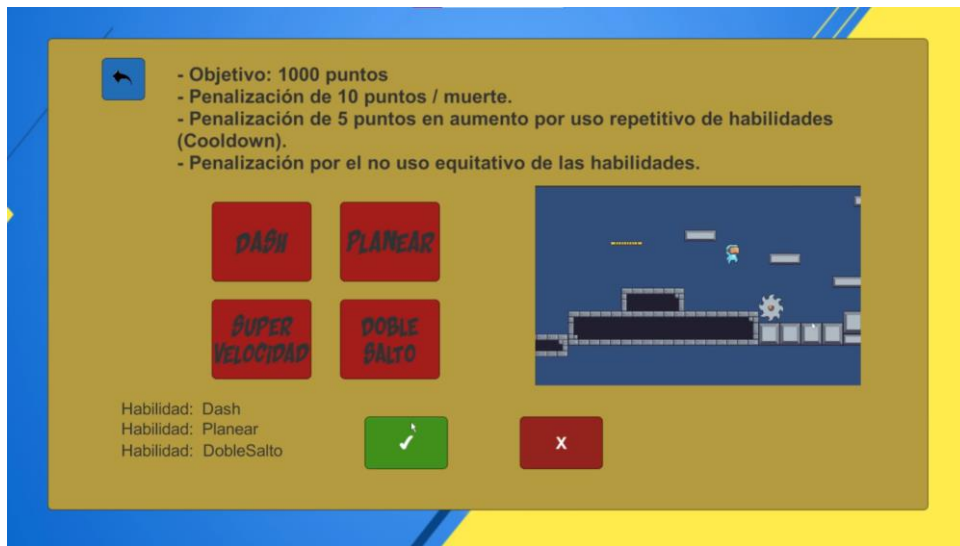 - Objetivo: 1000 puntos
- Penalización de 10 puntos / muerte.
- Penalización de 5 puntos en aumento por uso repetitivo de habilidades
(Cooldown).
- Penalización por el no uso equitativo de las habilidades.
DASH
PLANEAR
SUPER
VELOCIDAD
DOBLE
SALTO
Habilidad: Dash
Habilidad: Planear
Habilidad: DobleSalto
X